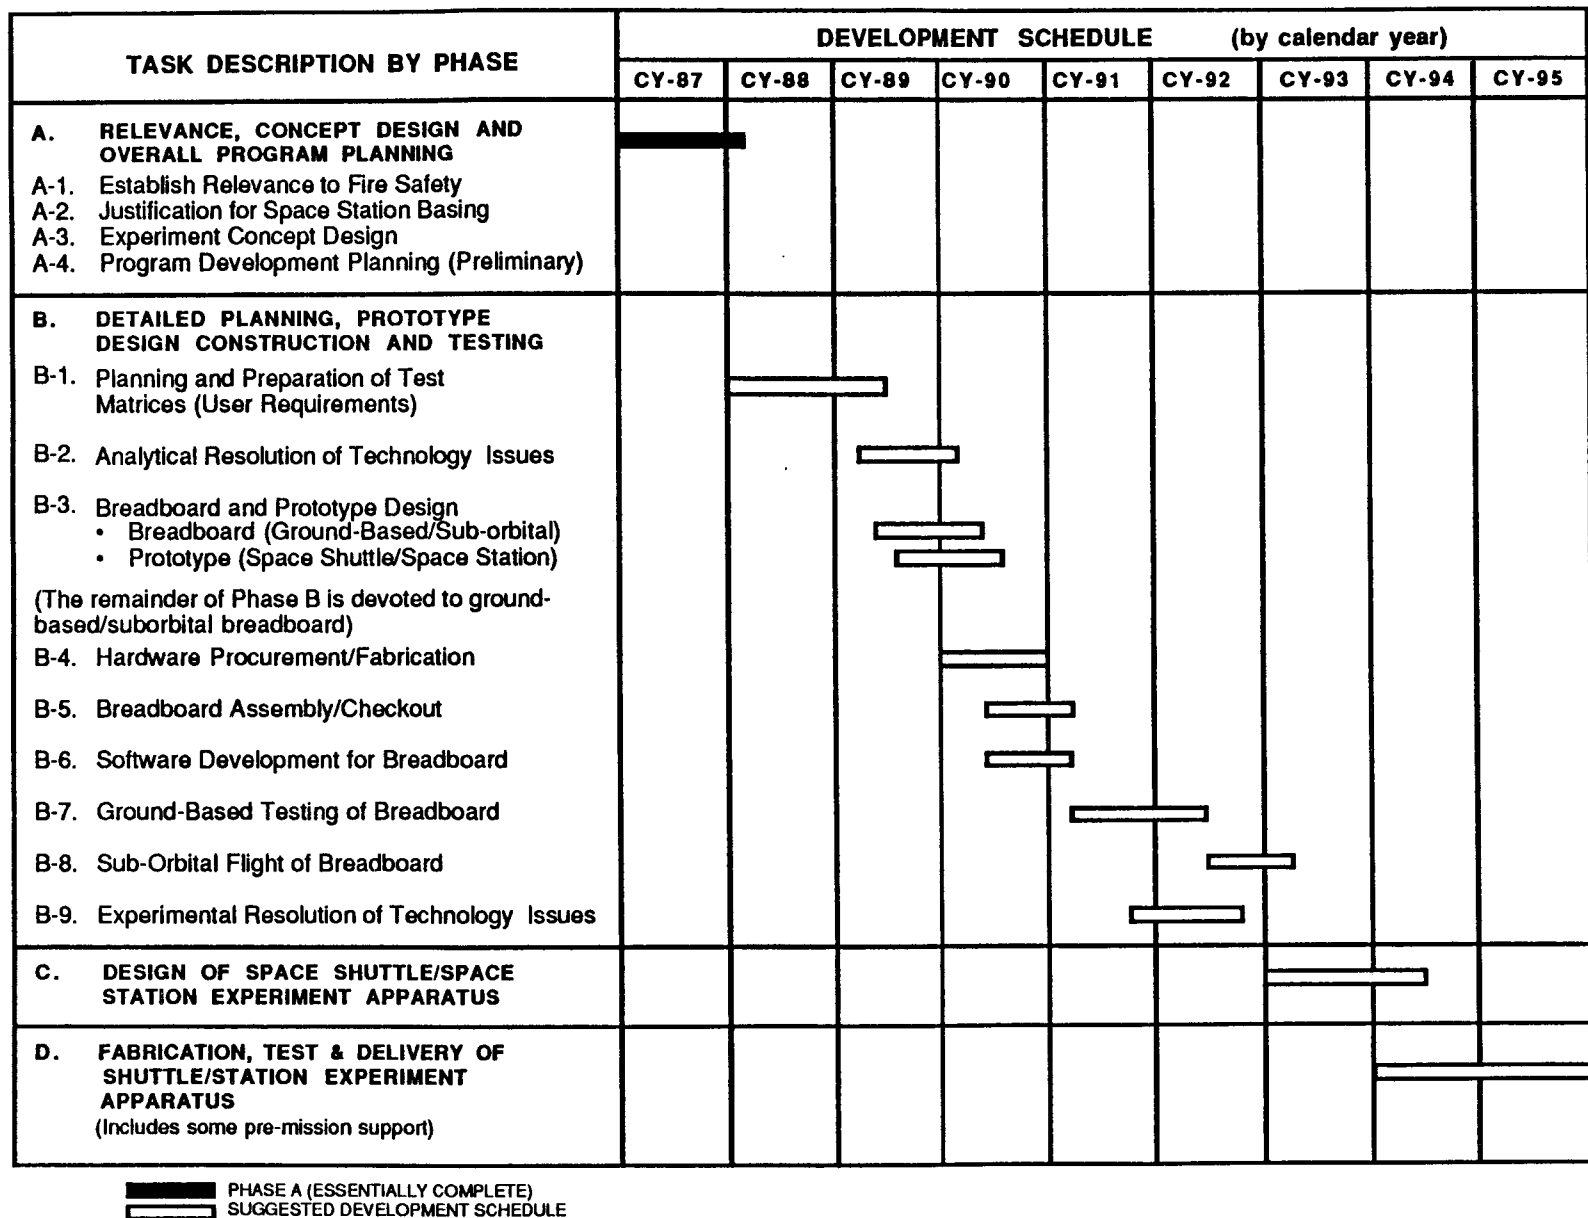 TASK DESCRIPTION BY PHASE
DEVELOPMENT SCHEDULE (by calendar year)
CY-87 CY-88 CY-89 CY-90 CY-91 CY-92 CY-93 CY-94 CY-95
A. RELEVANCE, CONCEPT DESIGN AND
OVERALL PROGRAM PLANNING
A-1. Establish Relevance to Fire Safety
A-2. Justification for Space Station Basing
A-3. Experiment Concept Design
A-4. Program Development Planning (Preliminary)
B. DETAILED PLANNING, PROTOTYPE
DESIGN CONSTRUCTION AND TESTING
B-1. Planning and Preparation of Test
Matrices (User Requirements)
B-2. Analytical Resolution of Technology Issues
B-3. Breadboard and Prototype Design
• Breadboard (Ground-Based/Sub-orbital)
• Prototype (Space Shuttle/Space Station)
(The remainder of Phase B is devoted to ground-
based/suborbital breadboard)
B-4. Hardware Procurement/Fabrication
B-5. Breadboard Assembly/Checkout
B-6. Software Development for Breadboard
B-7. Ground-Based Testing of Breadboard
B-8. Sub-Orbital Flight of Breadboard
B-9. Experimental Resolution of Technology Issues
C. DESIGN OF SPACE SHUTTLE/SPACE
STATION EXPERIMENT APPARATUS
D. FABRICATION, TEST & DELIVERY OF
SHUTTLE/STATION EXPERIMENT
APPARATUS
(Includes some pre-mission support)
PHASE A (ESSENTIALLY COMPLETE)
SUGGESTED DEVELOPMENT SCHEDULE